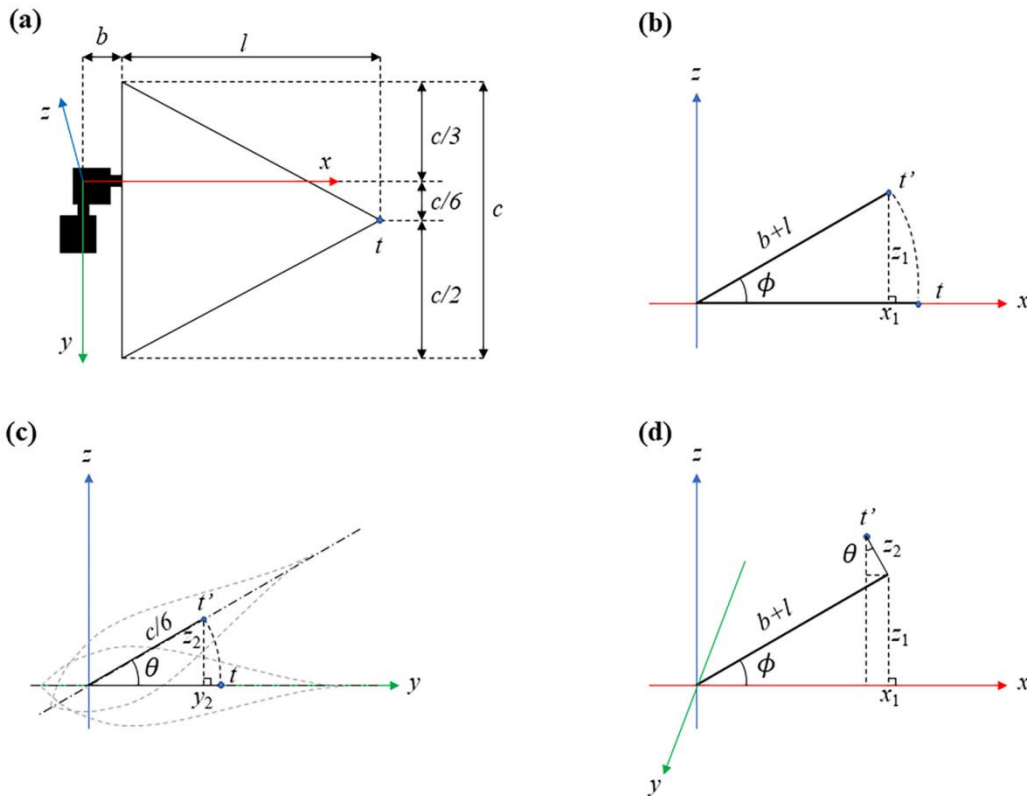 (a)
b
l
z
x
c/3
c/6
c
t
c/2
y
(b)
z
t’
b+l
z₁
ϕ
t
x₁
x
(c)
z
t’
c/6
z₂
θ
t
y₂
y
(d)
z
t’
θ
z₂
b+l
z₁
ϕ
x₁
x
y